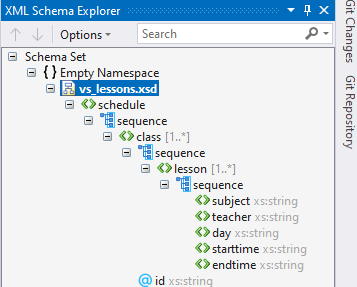 XML Schema Explorer
Options
Search
Schema Set
{ } Empty Namespace
vs_lessons.xsd
schedule
sequence
class [1..*]
sequence
lesson [1..*]
sequence
subject xs:string
teacher xs:string
day xs:string
starttime xs:string
endtime xs:string
@ id xs:string
Git Changes
Git Repository